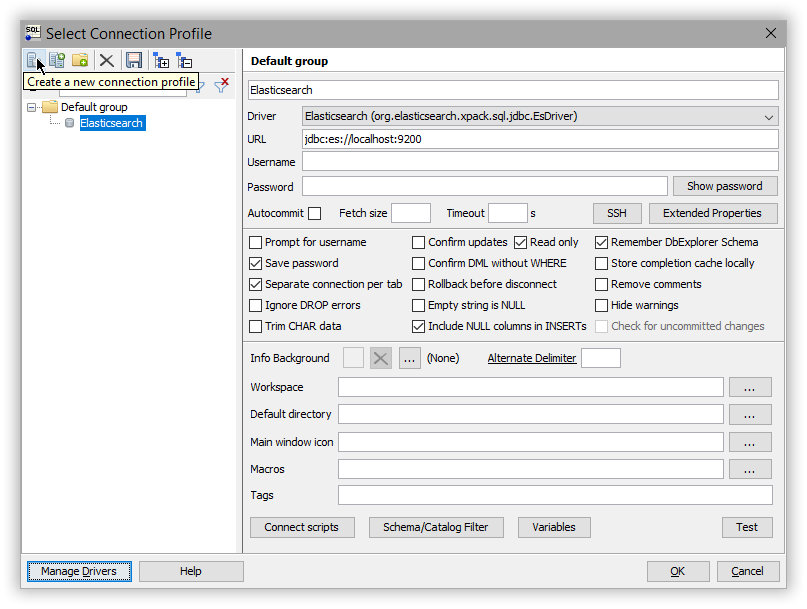 SQL Select Connection Profile
Create a new connection profile
Default group
Elasticsearch
Default group
Elasticsearch
Driver Elasticsearch (org.elasticsearch.xpack.sql.jdbc.EsDriver)
URL jdbc:es://localhost:9200
Username
Password Show password
Autocommit Fetch size Timeout s SSH Extended Properties
Prompt for username Confirm updates Read only Remember DbExplorer Schema
Save password Confirm DML without WHERE Store completion cache locally
Separate connection per tab Rollback before disconnect Remove comments
Ignore DROP errors Empty string is NULL Hide warnings
Trim CHAR data Include NULL columns in INSERTs Check for uncommitted changes
Info Background ... (None) Alternate Delimiter
Workspace ...
Default directory ...
Main window icon ...
Macros ...
Tags
Connect scripts Schema/Catalog Filter Variables Test
Manage Drivers Help OK Cancel